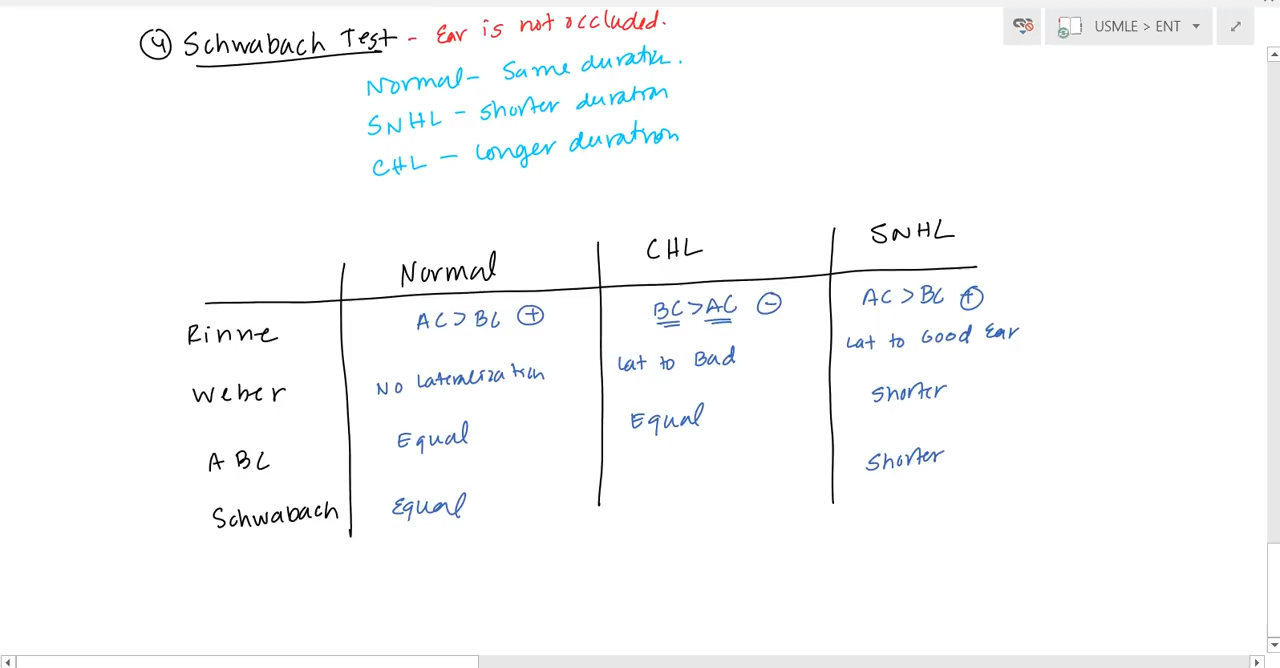 ④ Schwabach Test - Ear is not occluded.
USMLE > ENT
Normal - Same duratn.
SNHL - shorter duration
CHL - longer duration
Normal CHL SNHL
Rinne AC > BC ⊕ BC > AC ⊖ AC > BC ⊕
Weber No Lateralization Lat to Bad Lat to Good Ear
ABC Equal Equal Shorter
Schwabach Equal Shorter